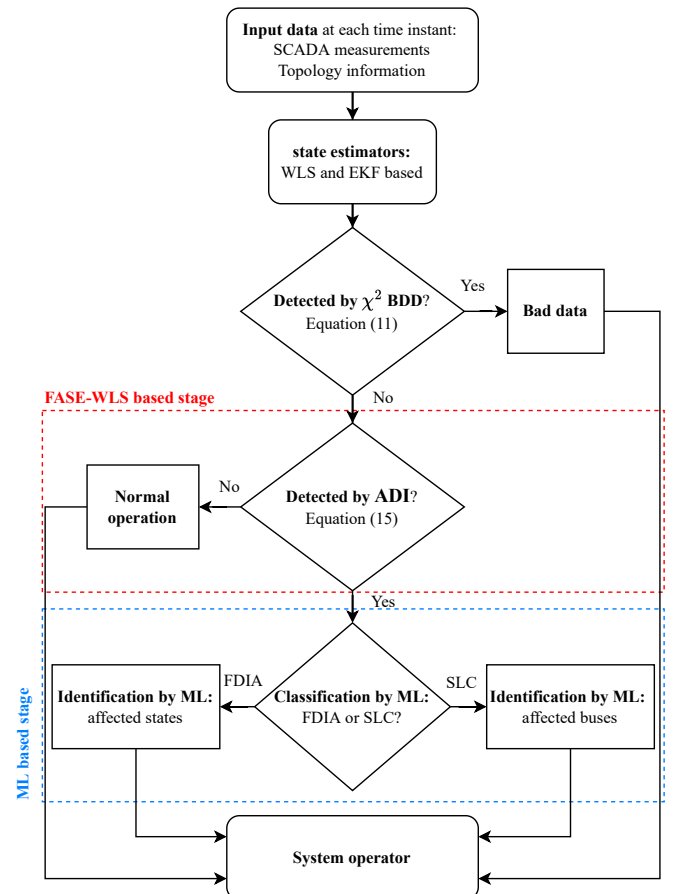 Input data at each time instant:
SCADA measurements
Topology information
state estimators:
WLS and EKF based
Detected by χ² BDD?
Equation (11)
Yes
Bad data
No
FASE-WLS based stage
Detected by ADI?
Equation (15)
No
Normal
operation
Yes
ML based stage
Classification by ML:
FDIA or SLC?
FDIA
Identification by ML:
affected states
SLC
Identification by ML:
affected buses
System operator